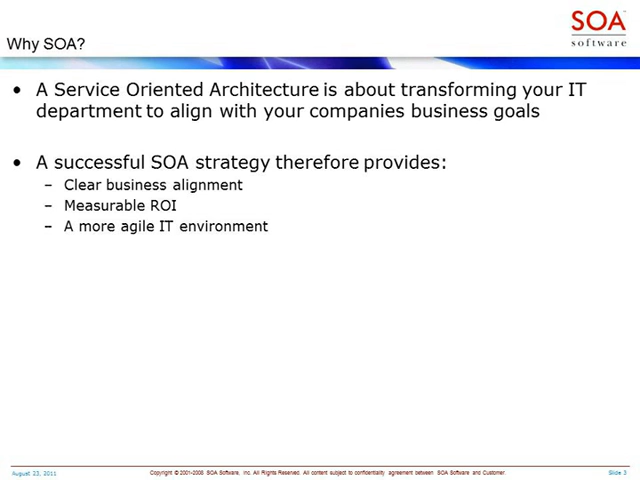 SOA™
software
Why SOA?
• A Service Oriented Architecture is about transforming your IT
department to align with your companies business goals
• A successful SOA strategy therefore provides:
– Clear business alignment
– Measurable ROI
– A more agile IT environment
August 23, 2011 Copyright © 2001-2008 SOA Software, Inc. All Rights Reserved. All content subject to confidentiality agreement between SOA Software and Customer. Slide 3